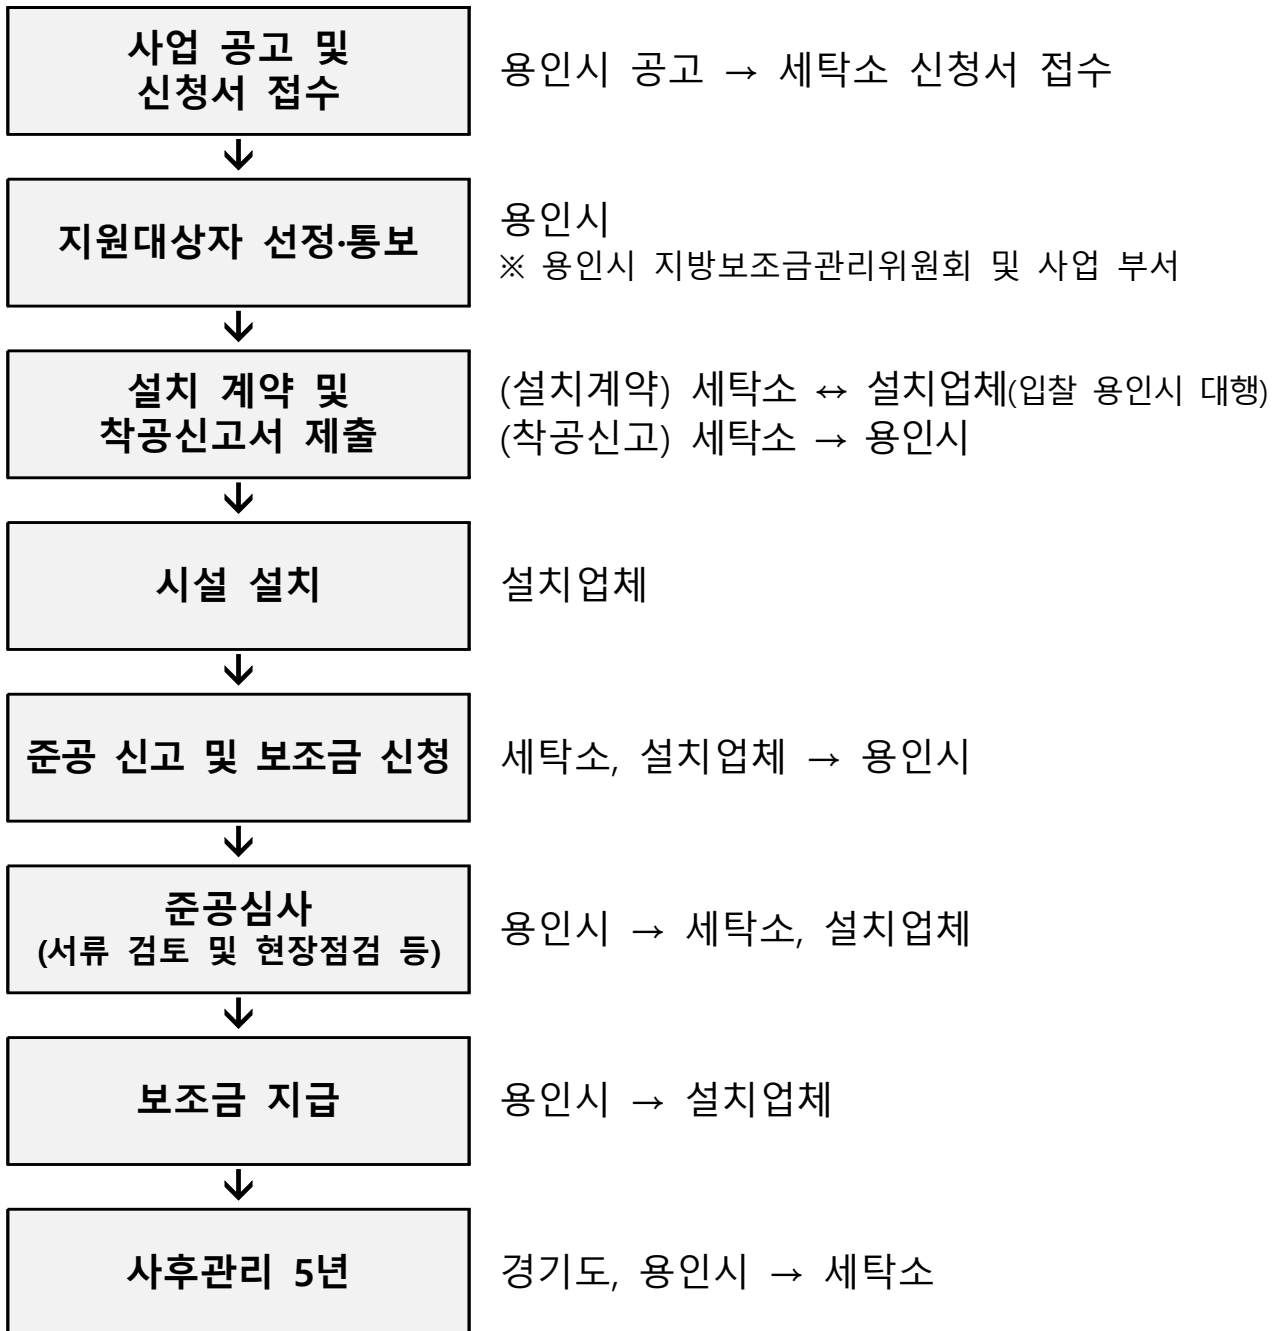 사업 공고 및
신청서 접수
용인시 공고 → 세탁소 신청서 접수
지원대상자 선정·통보
용인시
※ 용인시 지방보조금관리위원회 및 사업 부서
설치 계약 및
착공신고서 제출
(설치계약) 세탁소 ↔ 설치업체(입찰 용인시 대행)
(착공신고) 세탁소 → 용인시
시설 설치
설치업체
준공 신고 및 보조금 신청
세탁소, 설치업체 → 용인시
준공심사
(서류 검토 및 현장점검 등)
용인시 → 세탁소, 설치업체
보조금 지급
용인시 → 설치업체
사후관리 5년
경기도, 용인시 → 세탁소